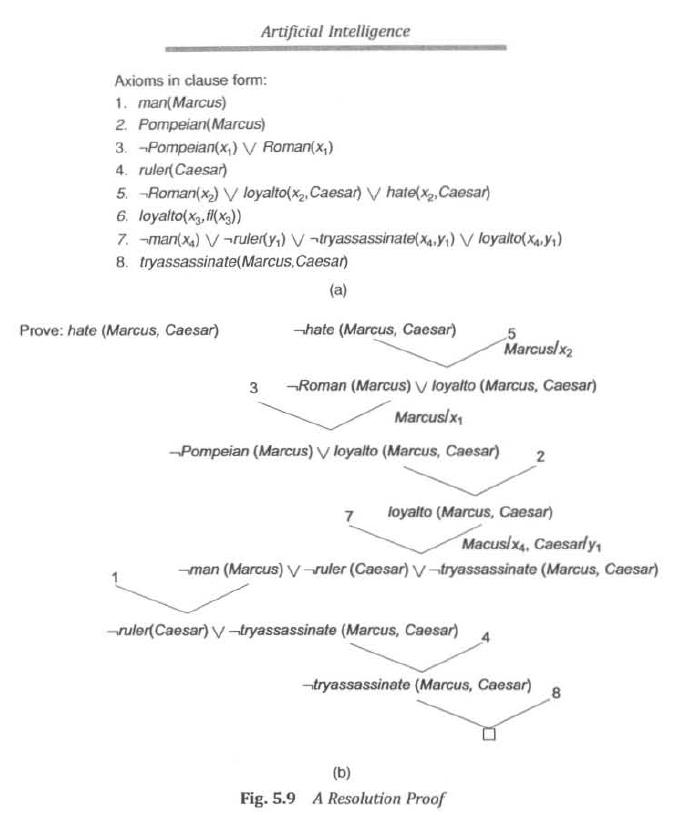 Artificial Intelligence
Axioms in clause form:
1. man(Marcus)
2. Pompeian(Marcus)
3. ¬Pompeian(x₁) ∨ Roman(x₁)
4. ruler(Caesar)
5. ¬Roman(x₂) ∨ loyalto(x₂,Caesar) ∨ hate(x₂,Caesar)
6. loyalto(x₃,fl(x₃))
7. ¬man(x₄) ∨ ¬ruler(y₁) ∨ ¬tryassassinate(x₄,y₁) ∨ loyalto(x₄,y₁)
8. tryassassinate(Marcus,Caesar)
(a)
Prove: hate (Marcus, Caesar) ¬hate (Marcus, Caesar) 5
Marcus/x₂
3 ¬Roman (Marcus) ∨ loyalto (Marcus, Caesar)
Marcus/x₁
¬Pompeian (Marcus) ∨ loyalto (Marcus, Caesar) 2
7 loyalto (Marcus, Caesar)
Macus/x₄, Caesar/y₁
1 ¬man (Marcus) ∨ ¬ruler (Caesar) ∨ ¬tryassassinate (Marcus, Caesar)
¬ruler(Caesar) ∨ ¬tryassassinate (Marcus, Caesar) 4
¬tryassassinate (Marcus, Caesar) 8
(b)
Fig. 5.9 A Resolution Proof